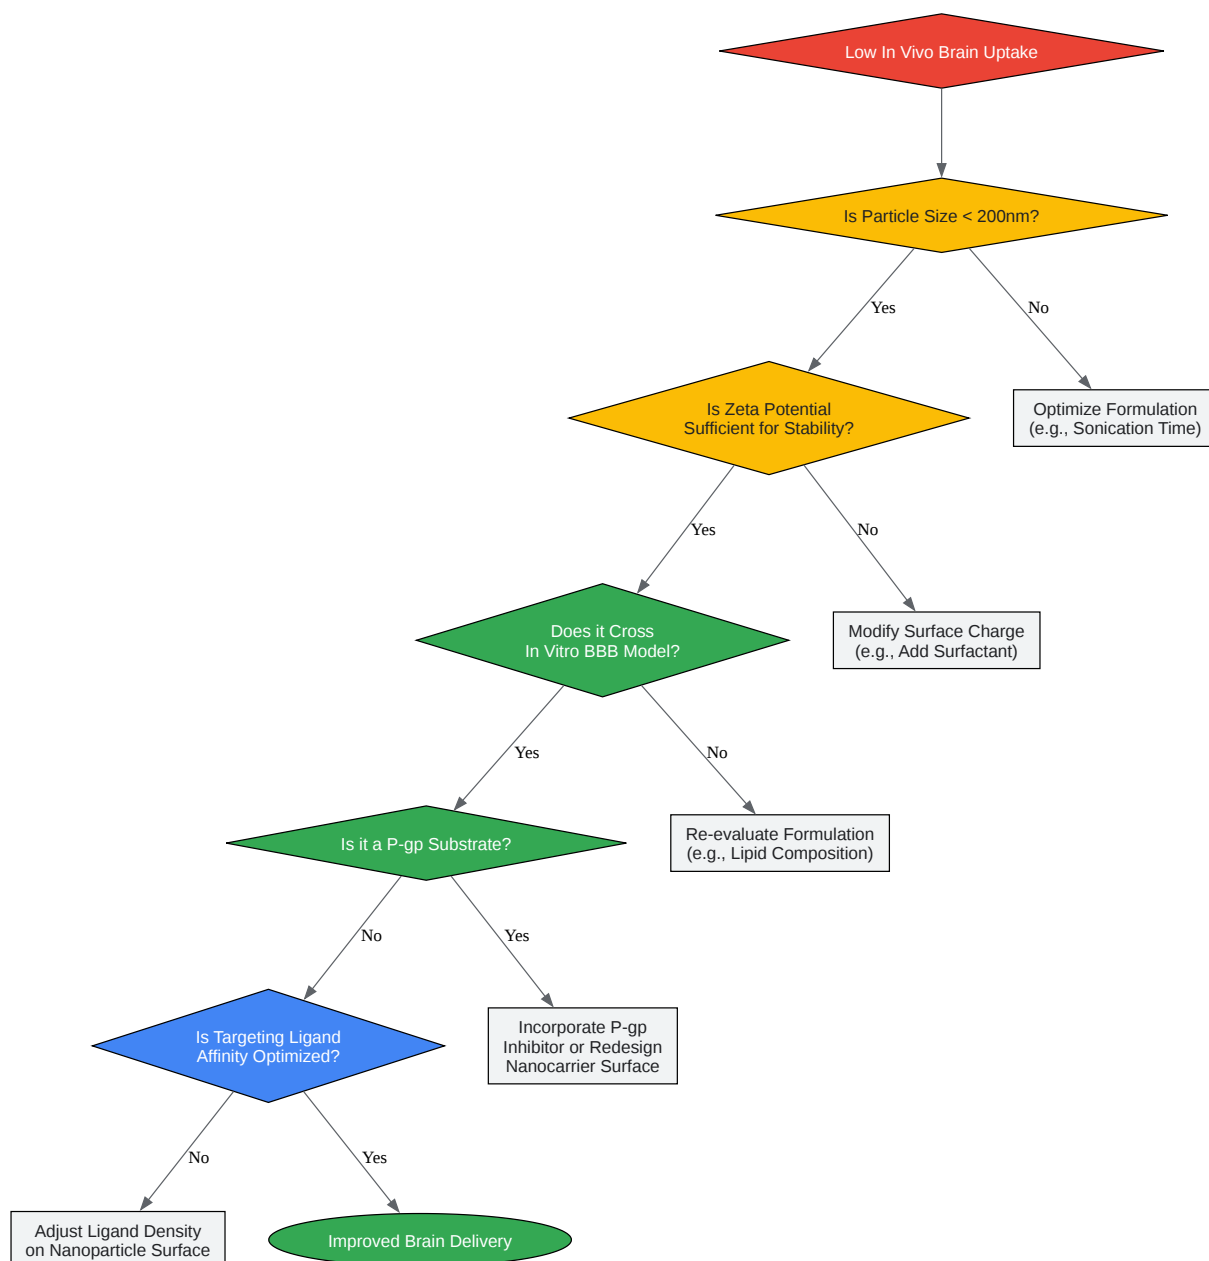 Low In Vivo Brain Uptake
Is Particle Size < 200nm?
Yes
No
Is Zeta Potential
Sufficient for Stability?
Optimize Formulation
(e.g., Sonication Time)
Yes
No
Does it Cross
In Vitro BBB Model?
Modify Surface Charge
(e.g., Add Surfactant)
Yes
No
Is it a P-gp Substrate?
Re-evaluate Formulation
(e.g., Lipid Composition)
No
Yes
Is Targeting Ligand
Affinity Optimized?
Incorporate P-gp
Inhibitor or Redesign
Nanocarrier Surface
No
Yes
Adjust Ligand Density
on Nanoparticle Surface
Improved Brain Delivery